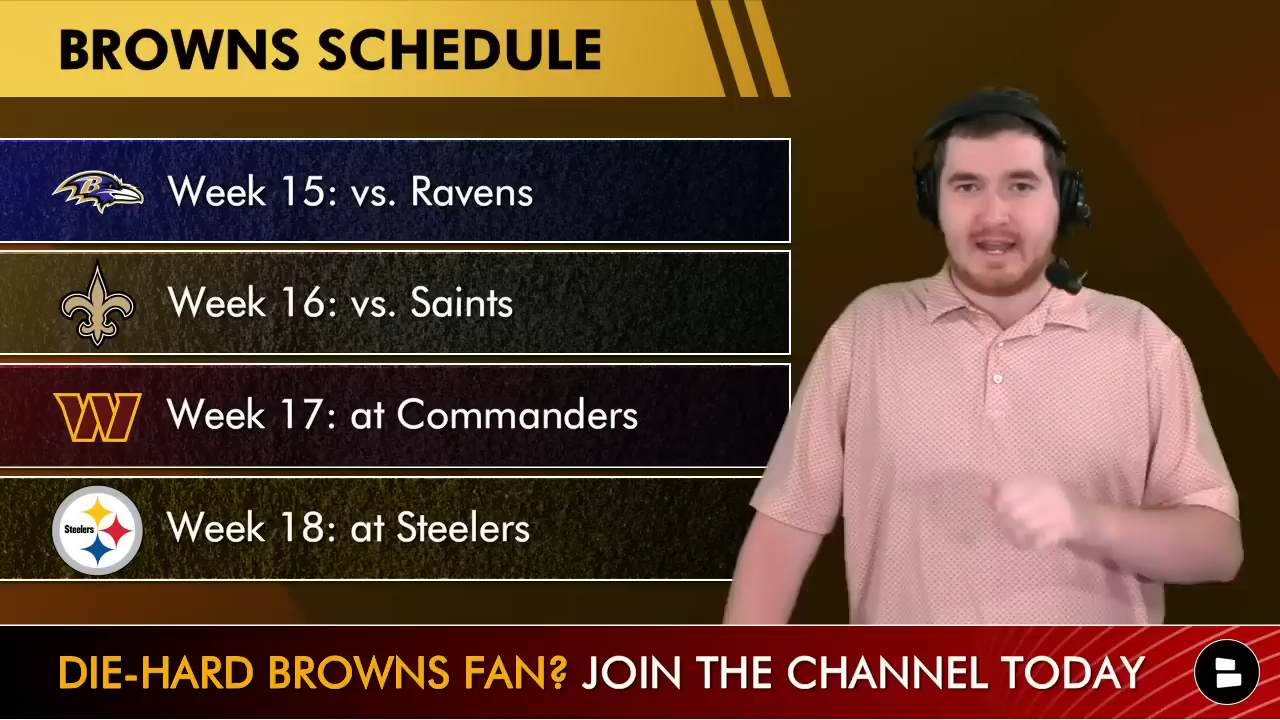 BROWNS SCHEDULE
B
Week 15: vs. Ravens
Week 16: vs. Saints
W
Week 17: at Commanders
Steelers
Week 18: at Steelers
DIE-HARD BROWNS FAN? JOIN THE CHANNEL TODAY